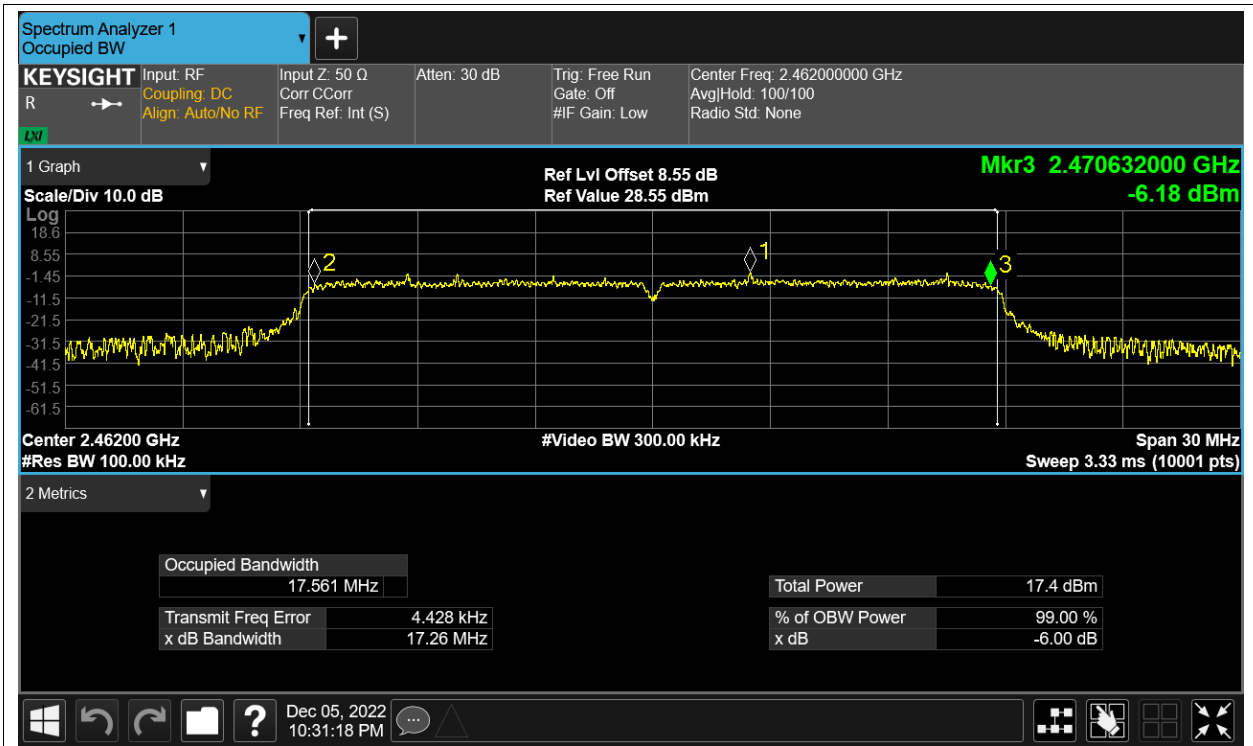 Spectrum Analyzer 1
Occupied BW
KEYSIGHT
R
LXI
Input: RF
Coupling: DC
Align: Auto/No RF
Input Z: 50 Ω
Corr CCorr
Freq Ref: Int (S)
Atten: 30 dB
Trig: Free Run
Gate: Off
#IF Gain: Low
Center Freq: 2.462000000 GHz
Avg|Hold: 100/100
Radio Std: None
1 Graph
Scale/Div 10.0 dB
Ref Lvl Offset 8.55 dB
Ref Value 28.55 dBm
Mkr3 2.470632000 GHz
-6.18 dBm
Log
18.6
8.55
-1.45
-11.5
-21.5
-31.5
-41.5
-51.5
-61.5
2
1
3
Center 2.46200 GHz
#Video BW 300.00 kHz
Span 30 MHz
#Res BW 100.00 kHz
Sweep 3.33 ms (10001 pts)
2 Metrics
Occupied Bandwidth
17.561 MHz
Total Power 17.4 dBm
Transmit Freq Error 4.428 kHz
% of OBW Power 99.00 %
x dB Bandwidth 17.26 MHz
x dB -6.00 dB
?
Dec 05, 2022
10:31:18 PM